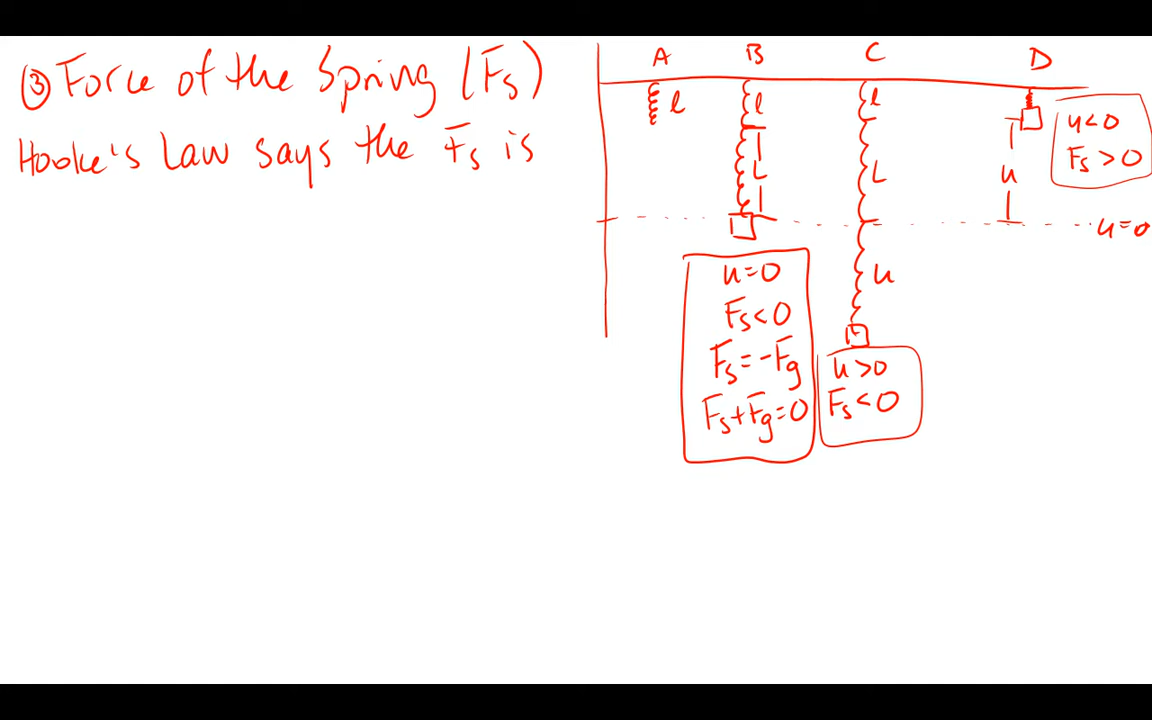 ③ Force of the Spring (Fs)
Hooke's Law says the Fs is
A B C D
l
l
L
l
L
u
u
u<0
Fs>0
u=0
u=0
Fs<0
Fs=-Fg
Fs+Fg=0
u>0
Fs<0